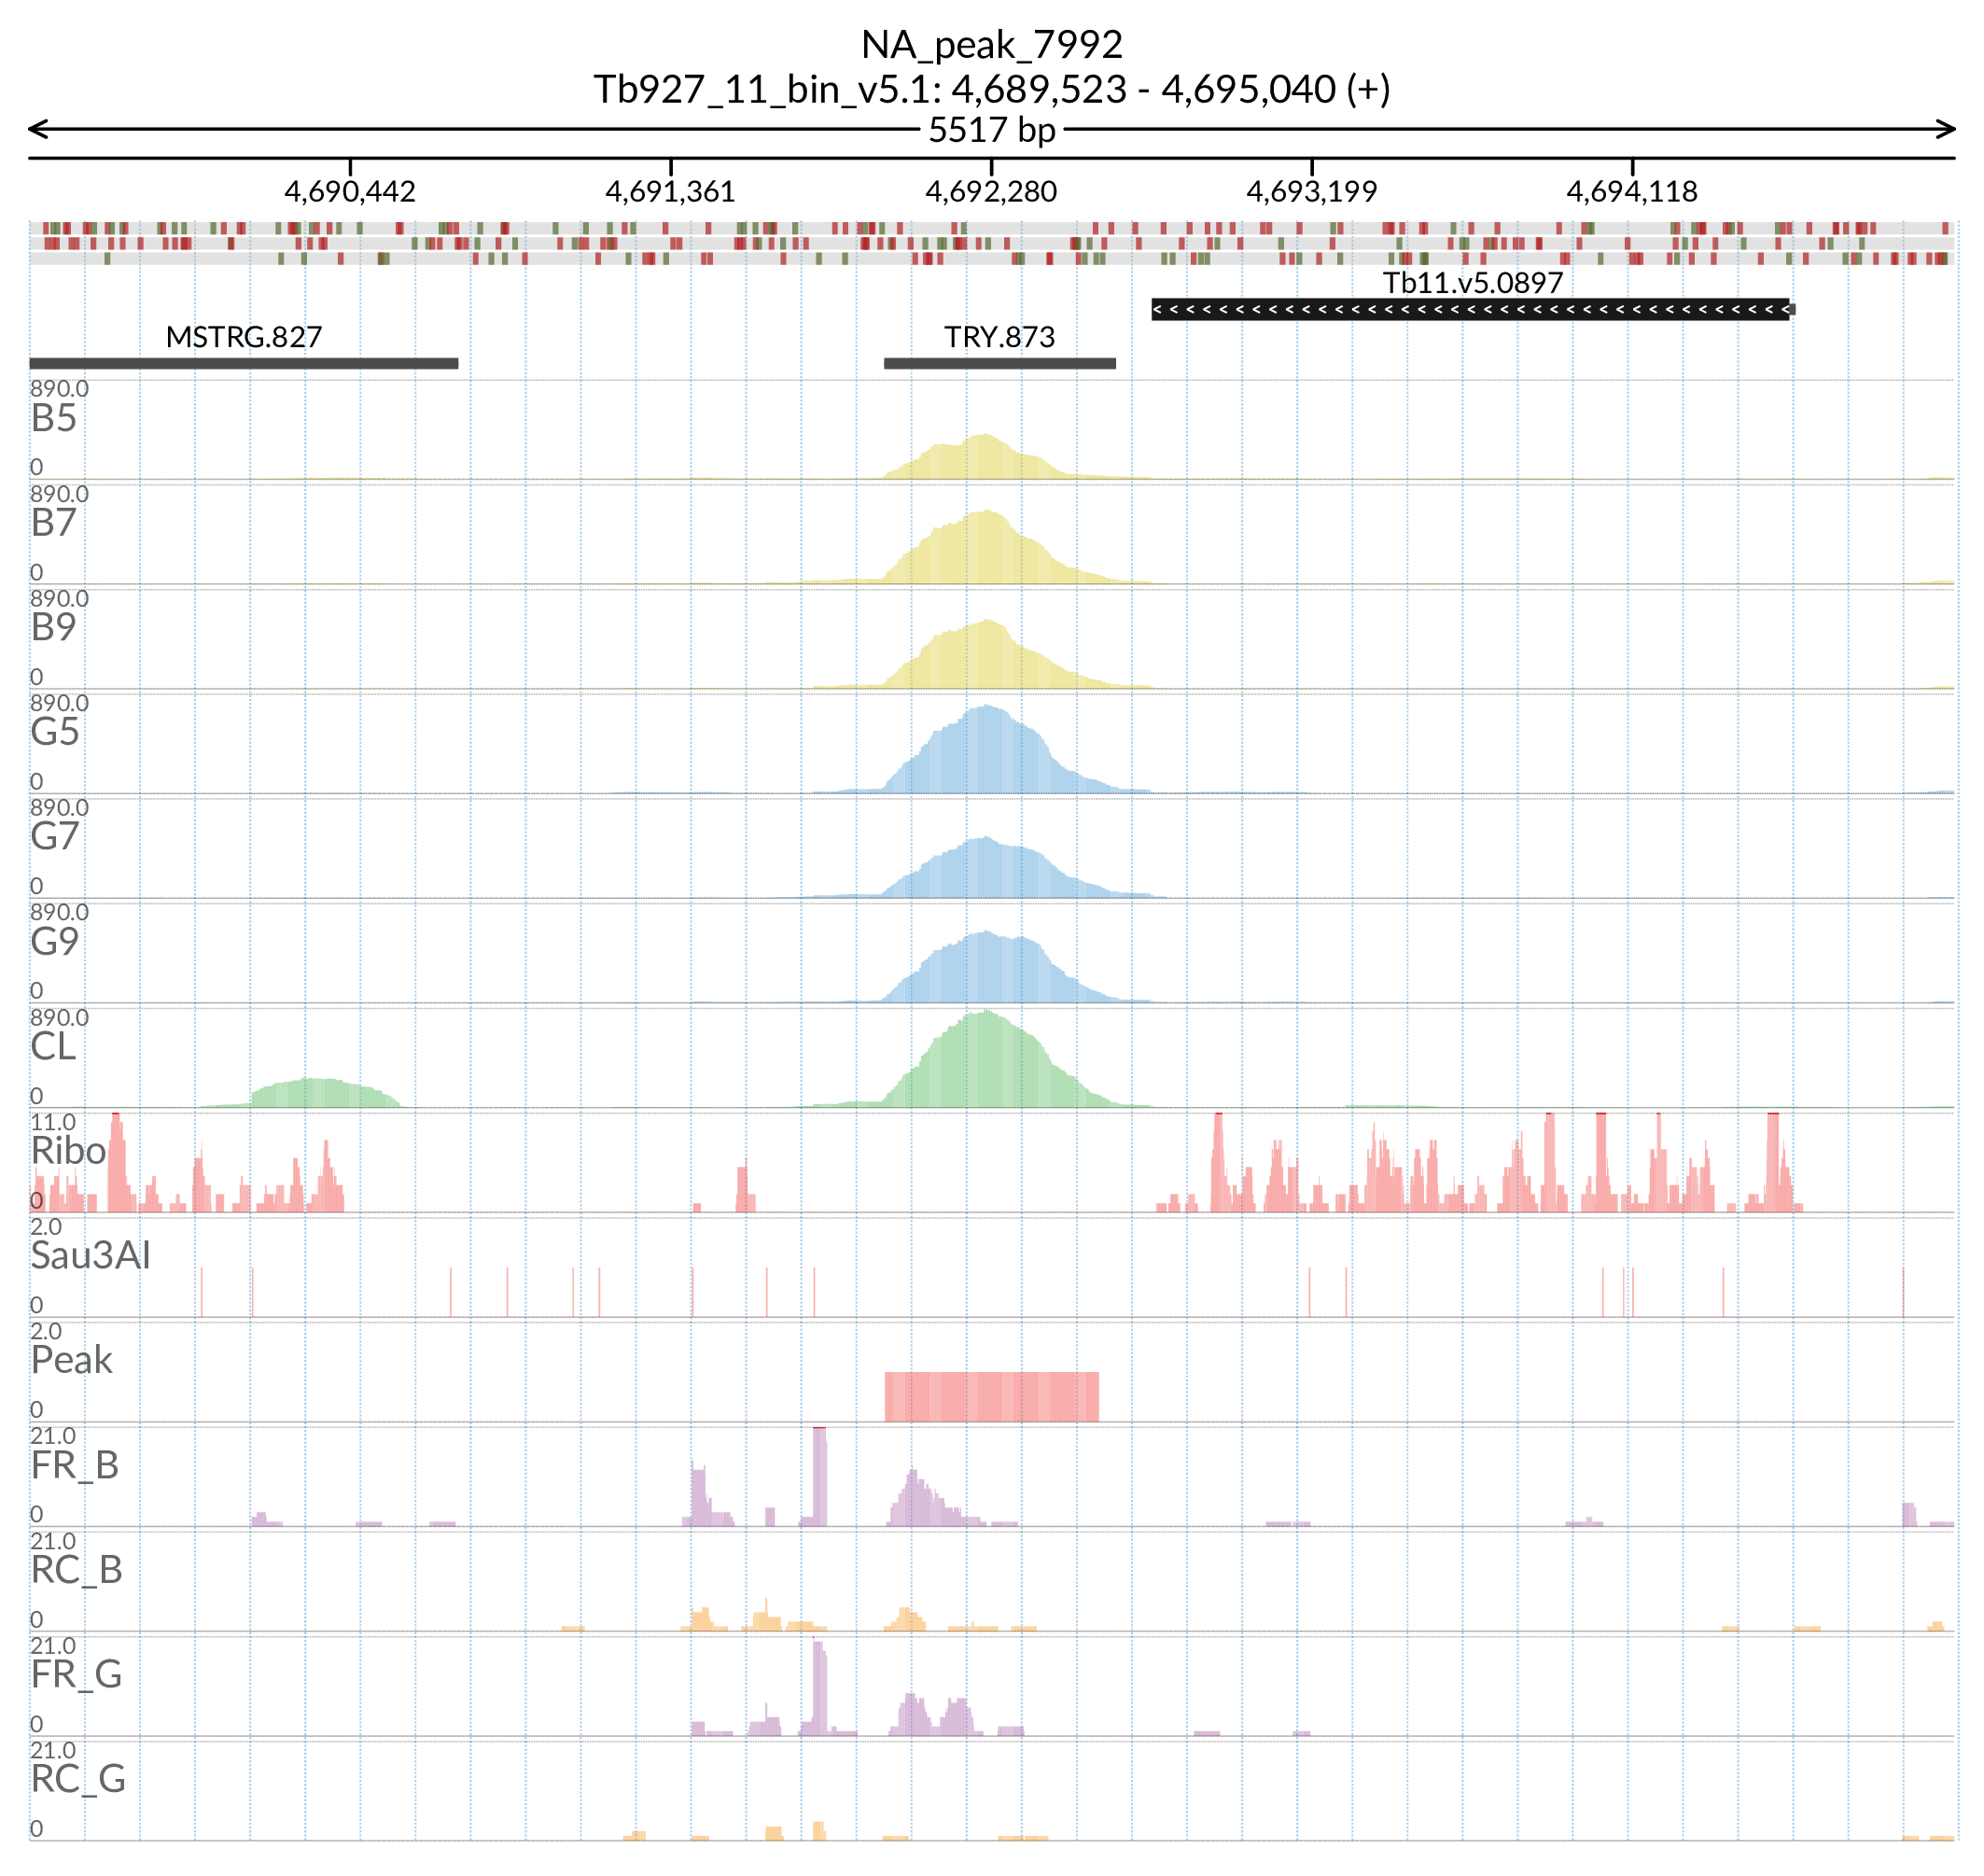 NA_peak_7992
Tb927_11_bin_v5.1: 4,689,523 - 4,695,040 (+)
5517 bp
4,690,442 4,691,361 4,692,280 4,693,199 4,694,118
Tb11.v5.0897
MSTRG.827 TRY.873
890.0
B5
0
890.0
B7
0
890.0
B9
0
890.0
G5
0
890.0
G7
0
890.0
G9
0
890.0
CL
0
11.0
Ribo
0
2.0
Sau3AI
0
2.0
Peak
0
21.0
FR_B
0
21.0
RC_B
0
21.0
FR_G
0
21.0
RC_G
0